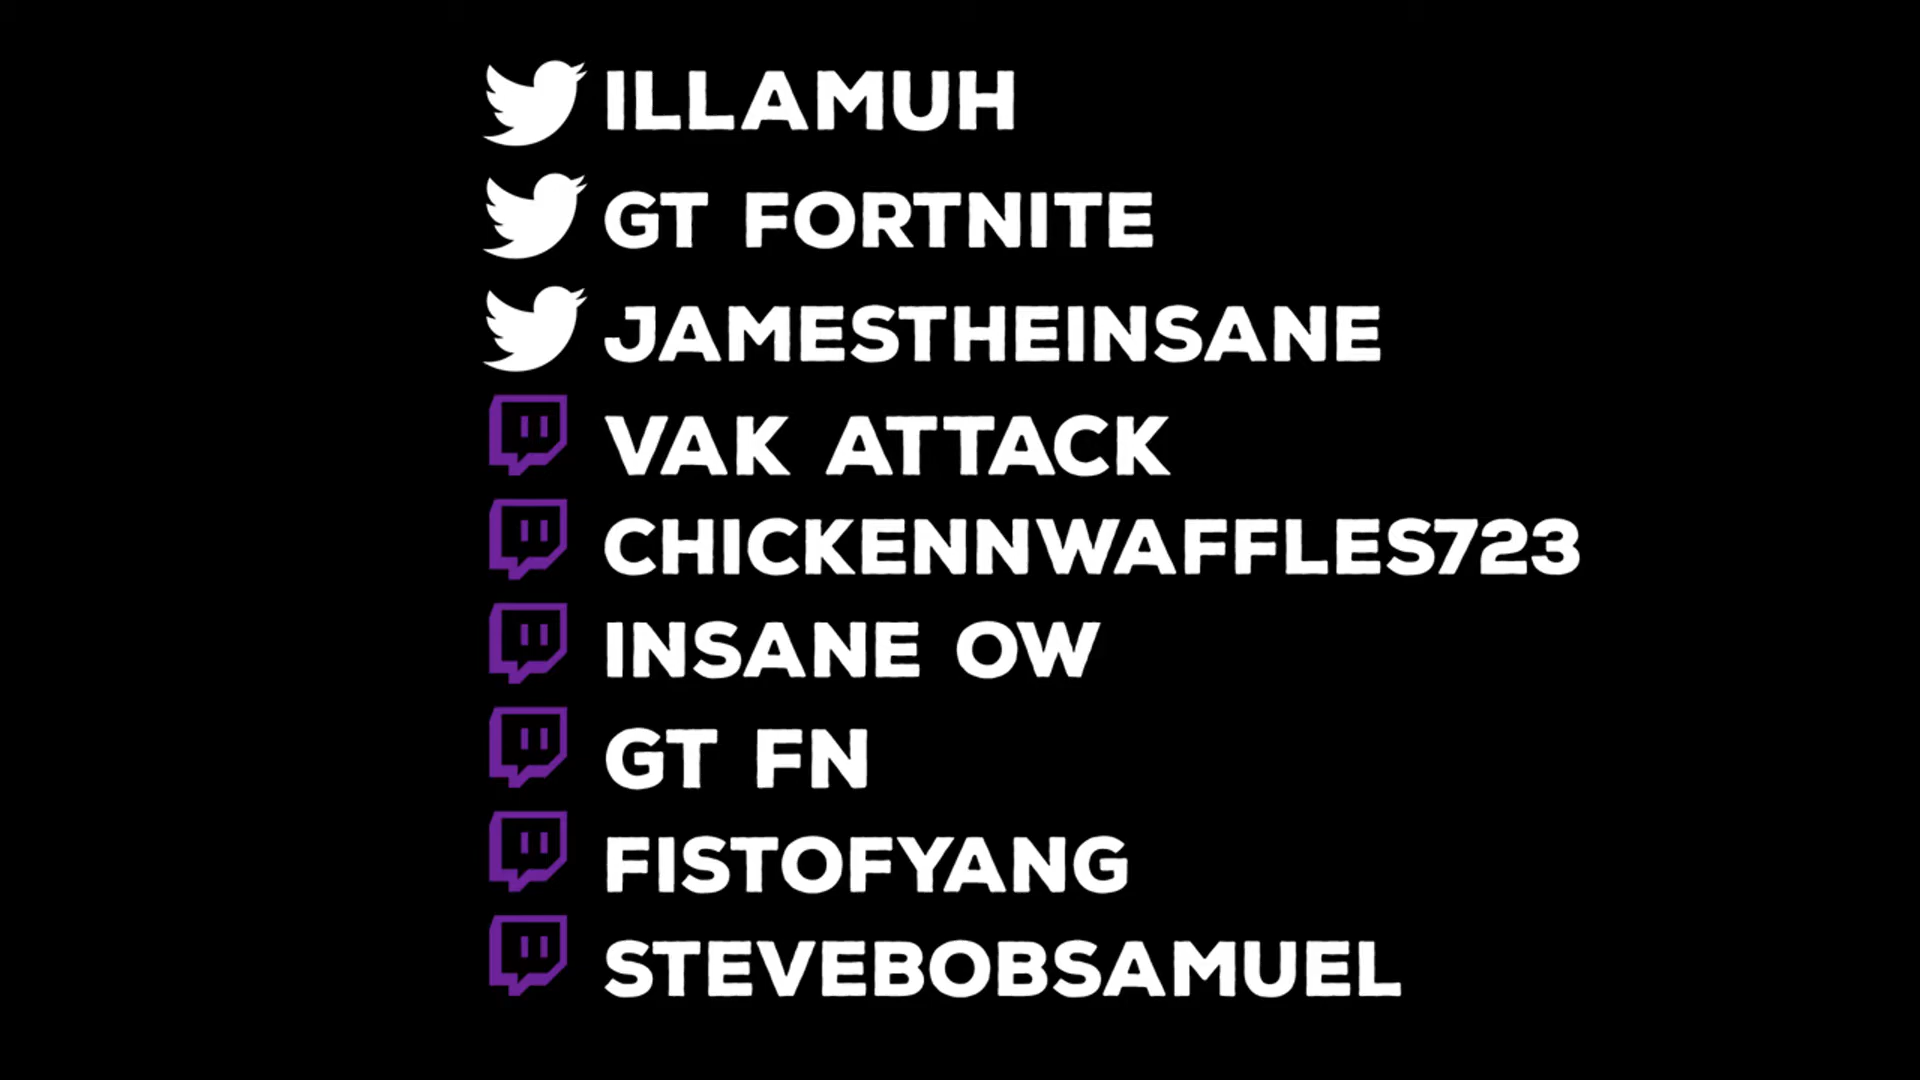 ILLAMUH
GT FORTNITE
JAMESTHEINSANE
VAK ATTACK
CHICKENNWAFFLES723
INSANE OW
GT FN
FISTOFYANG
STEVEBOBSAMUEL